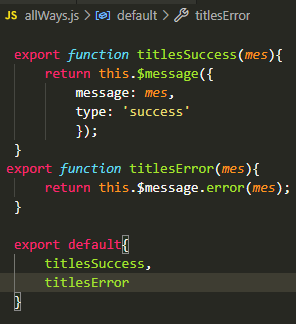 JS allWays.js > default > titlesError
export function titlesSuccess(mes){
    return this.$message({
        message: mes,
        type: 'success'
        });
}
export function titlesError(mes){
    return this.$message.error(mes);
}
export default{
    titlesSuccess,
    titlesError
}